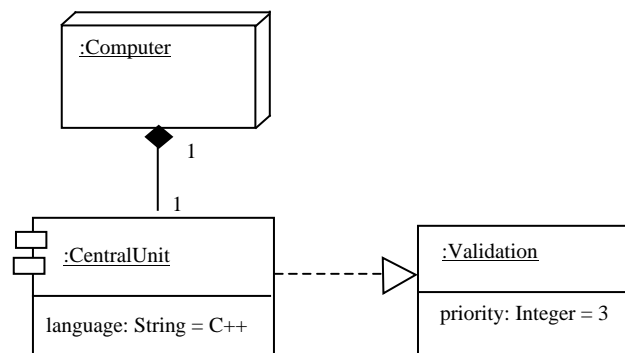 :Computer
1
1
:CentralUnit
language: String = C++
:Validation
priority: Integer = 3